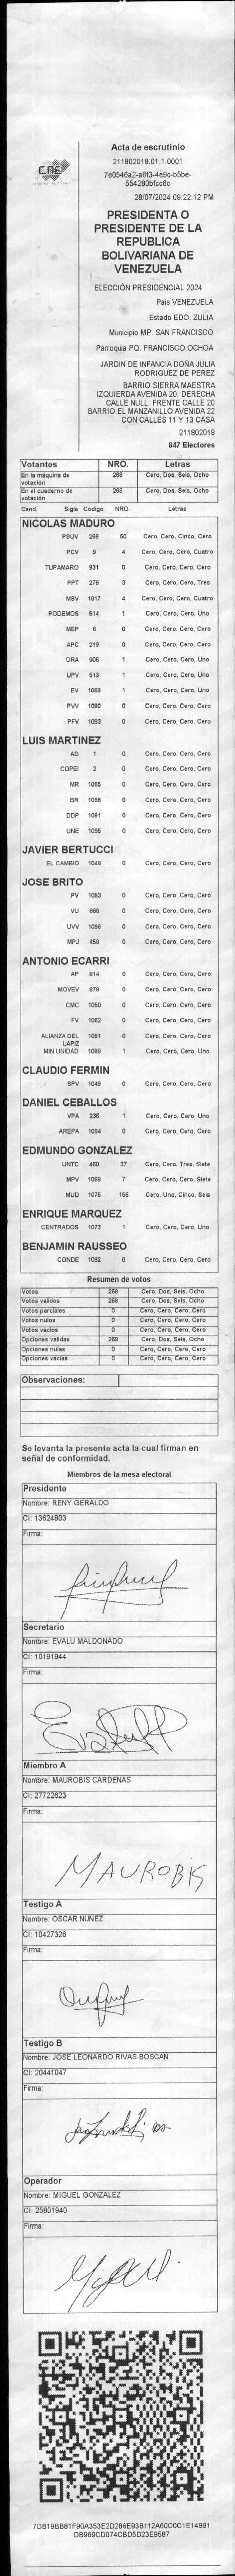 CNE
Acta de escrutinio
211802018.01.1.0001
7e0546a2-a6f3-4e9c-b5be-
554280bfcc6c
28/07/2024 09:22:12 PM
PRESIDENTA O
PRESIDENTE DE LA
REPUBLICA
BOLIVARIANA DE
VENEZUELA
ELECCIÓN PRESIDENCIAL 2024
Pais VENEZUELA
Estado EDO. ZULIA
Municipio MP. SAN FRANCISCO
Parroquia PQ. FRANCISCO OCHOA
JARDIN DE INFANCIA DOÑA JULIA
RODRIGUEZ DE PEREZ
BARRIO SIERRA MAESTRA
IZQUIERDA AVENIDA 20. DERECHA
CALLE NULL. FRENTE CALLE 20
BARRIO EL MANZANILLO AVENIDA 22
CON CALLES 11 Y 13 CASA
211802018
847 Electores
Votantes NRO. Letras
En la máquina de votación 268 Cero, Dos, Seis, Ocho
En el cuaderno de votación 268 Cero, Dos, Seis, Ocho
Cand. Sigla Código NRO. Letras
NICOLAS MADURO
PSUV 269 50 Cero, Cero, Cinco, Cero
PCV 9 4 Cero, Cero, Cero, Cuatro
TUPAMARO 931 0 Cero, Cero, Cero, Cero
PPT 276 3 Cero, Cero, Cero, Tres
MSV 1017 4 Cero, Cero, Cero, Cuatro
PODEMOS 514 1 Cero, Cero, Cero, Uno
MEP 6 0 Cero, Cero, Cero, Cero
APC 219 0 Cero, Cero, Cero, Cero
ORA 906 1 Cero, Cero, Cero, Uno
UPV 513 1 Cero, Cero, Cero, Uno
EV 1089 1 Cero, Cero, Cero, Uno
PVV 1090 0 Cero, Cero, Cero, Cero
PFV 1093 0 Cero, Cero, Cero, Cero
LUIS MARTINEZ
AD 1 0 Cero, Cero, Cero, Cero
COPEI 2 0 Cero, Cero, Cero, Cero
MR 1065 0 Cero, Cero, Cero, Cero
BR 1066 0 Cero, Cero, Cero, Cero
DDP 1091 0 Cero, Cero, Cero, Cero
UNE 1095 0 Cero, Cero, Cero, Cero
JAVIER BERTUCCI
EL CAMBIO 1048 0 Cero, Cero, Cero, Cero
JOSE BRITO
PV 1053 0 Cero, Cero, Cero, Cero
VU 968 0 Cero, Cero, Cero, Cero
UVV 1096 0 Cero, Cero, Cero, Cero
MPJ 458 0 Cero, Cero, Cero, Cero
ANTONIO ECARRI
AP 814 0 Cero, Cero, Cero, Cero
MOVEV 979 0 Cero, Cero, Cero, Cero
CMC 1050 0 Cero, Cero, Cero, Cero
FV 1062 0 Cero, Cero, Cero, Cero
ALIANZA DEL LAPIZ 1051 0 Cero, Cero, Cero, Cero
MIN UNIDAD 1088 1 Cero, Cero, Cero, Uno
CLAUDIO FERMIN
SPV 1049 0 Cero, Cero, Cero, Cero
DANIEL CEBALLOS
VPA 236 1 Cero, Cero, Cero, Uno
AREPA 1094 0 Cero, Cero, Cero, Cero
EDMUNDO GONZALEZ
UNTC 460 37 Cero, Cero, Tres, Siete
MPV 1069 7 Cero, Cero, Cero, Siete
MUD 1075 156 Cero, Uno, Cinco, Seis
ENRIQUE MARQUEZ
CENTRADOS 1073 1 Cero, Cero, Cero, Uno
BENJAMIN RAUSSEO
CONDE 1092 0 Cero, Cero, Cero, Cero
Resumen de votos
Votos 268 Cero, Dos, Seis, Ocho
Votos validos 268 Cero, Dos, Seis, Ocho
Votos parciales 0 Cero, Cero, Cero, Cero
Votos nulos 0 Cero, Cero, Cero, Cero
Votos vacios 0 Cero, Cero, Cero, Cero
Opciones validas 268 Cero, Dos, Seis, Ocho
Opciones nulas 0 Cero, Cero, Cero, Cero
Opciones vacias 0 Cero, Cero, Cero, Cero
Observaciones:
Se levanta la presente acta la cual firman en
señal de conformidad.
Miembros de la mesa electoral
Presidente
Nombre: RENY GERALDO
CI: 13624803
Firma:
Secretario
Nombre: EVALU MALDONADO
CI: 10191944
Firma:
Miembro A
Nombre: MAUROBIS CARDENAS
CI: 27722623
Firma:
MAUROBIS
Testigo A
Nombre: OSCAR NUÑEZ
CI: 10427326
Firma:
Testigo B
Nombre: JOSE LEONARDO RIVAS BOSCAN
CI: 20441047
Firma:
Operador
Nombre: MIGUEL GONZALEZ
CI: 25801940
Firma:
7DB19BB81F90A353E2D286E93B112A60C0C1E14991
DB969CD074CBD5D23E9587